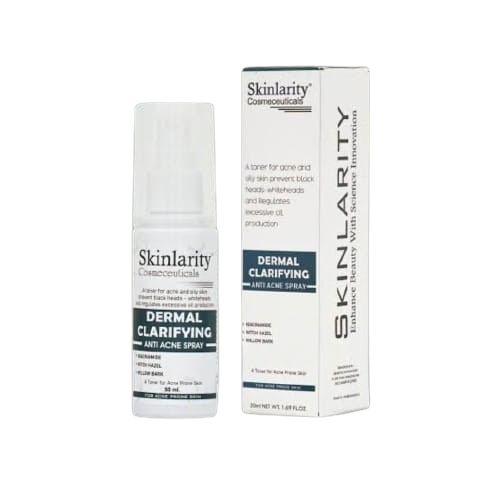 Skinlarity®
Cosmeceuticals
A toner for acne and oily skin
prevent black heads - whiteheads
and regulates extessive oil production
DERMAL
CLARIFYING
ANTI ACNE SPRAY
NIACINAMIDE
WITCH HAZEL
WILLOW BARK
A Toner for Acne Prone Skin
50 ml.
FOR ACNE PRONE SKIN
Skinlarity®
Cosmeceuticals
A toner for acne and
oily skin prevent black
heads-whiteheads
and Regulates
excessive oil
production
DERMAL
CLARIFYING
ANTI ACNE SPRAY
NIACINAMIDE
WITCH HAZEL
WILLOW BARK
A Toner for Acne Prone Skin
FOR ACNE PRONE SKIN
50ml NET WT. 1.69 FL.OZ.
SKINLARITY
Enhance Beauty With Science Innovation